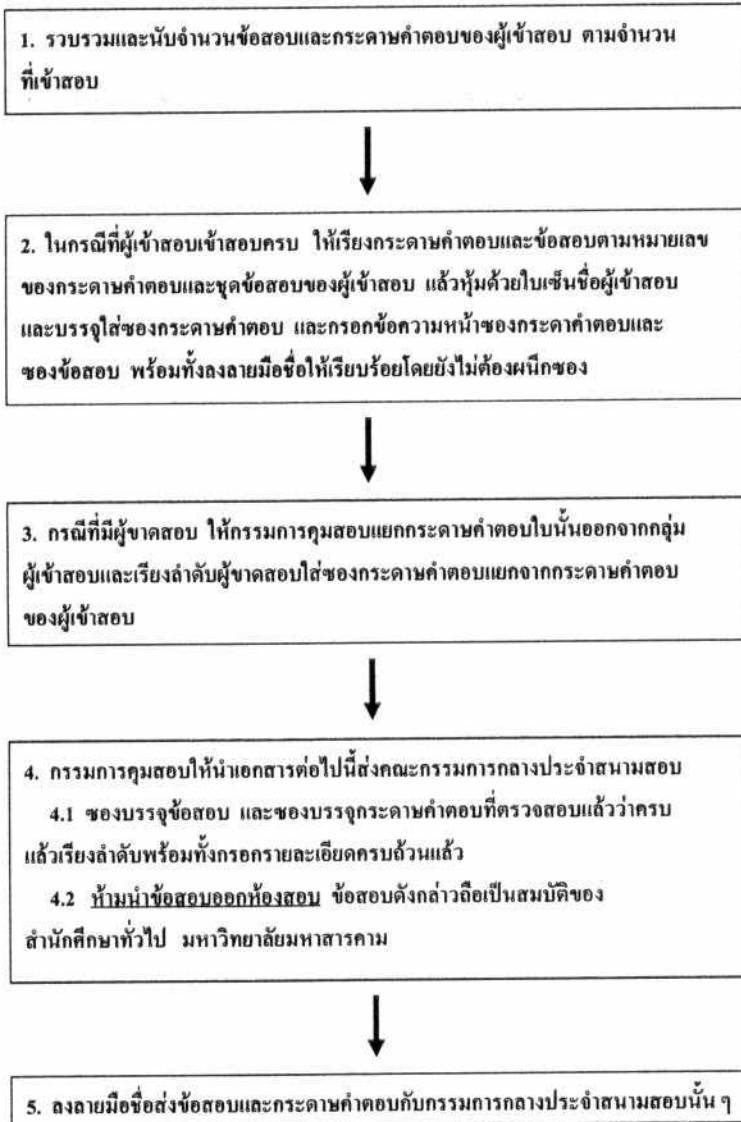 1. รวบรวมและนับจำนวนข้อสอบและกระดาษคำตอบของผู้เข้าสอบ ตามจำนวน
ที่เข้าสอบ
2. ในกรณีที่ผู้เข้าสอบเข้าสอบครบ ให้เรียงกระดาษคำตอบและข้อสอบตามหมายเลข
ของกระดาษคำตอบและชุดข้อสอบของผู้เข้าสอบ แล้วหุ้มด้วยใบเซ็นชื่อผู้เข้าสอบ
และบรรจุใส่ซองกระดาษคำตอบ และกรอกข้อความหน้าซองกระดาคำตอบและ
ซองข้อสอบ พร้อมทั้งลงลายมือชื่อให้เรียบร้อยโดยยังไม่ต้องผนึกซอง
3. กรณีที่มีผู้ขาดสอบ ให้กรรมการคุมสอบแยกกระดาษคำตอบใบนั้นออกจากกลุ่ม
ผู้เข้าสอบและเรียงลำดับผู้ขาดสอบใส่ซองกระดาษคำตอบแยกจากกระดาษคำตอบ
ของผู้เข้าสอบ
4. กรรมการคุมสอบให้นำเอกสารต่อไปนี้ส่งคณะกรรมการกลางประจำสนามสอบ
4.1 ซองบรรจุข้อสอบ และซองบรรจุกระดาษคำตอบที่ตรวจสอบแล้วว่าครบ
แล้วเรียงลำดับพร้อมทั้งกรอกรายละเอียดครบถ้วนแล้ว
4.2 ห้ามนำข้อสอบออกห้องสอบ ข้อสอบดังกล่าวถือเป็นสมบัติของ
สำนักศึกษาทั่วไป มหาวิทยาลัยมหาสารคาม
5. ลงลายมือชื่อส่งข้อสอบและกระดาษคำตอบกับกรรมการกลางประจำสนามสอบนั้น ๆ